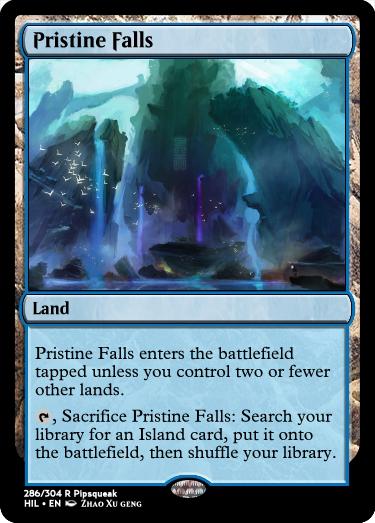 Pristine Falls
Land
Pristine Falls enters the battlefield
tapped unless you control two or fewer
other lands.
, Sacrifice Pristine Falls: Search your
library for an Island card, put it onto
the battlefield, then shuffle your library.
286/304 R Pipsqueak
HIL • EN Zhao Xu geng